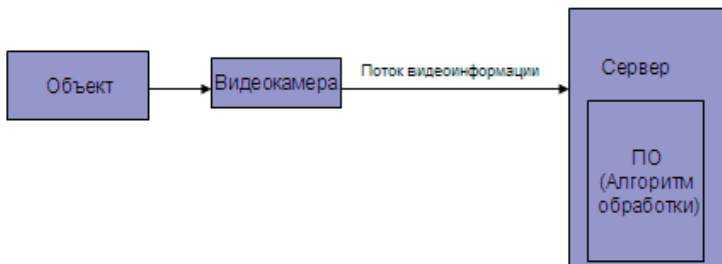 Объект
Видеокамера
Поток видеоинформации
Сервер
ПО
(Алгоритм
обработки)